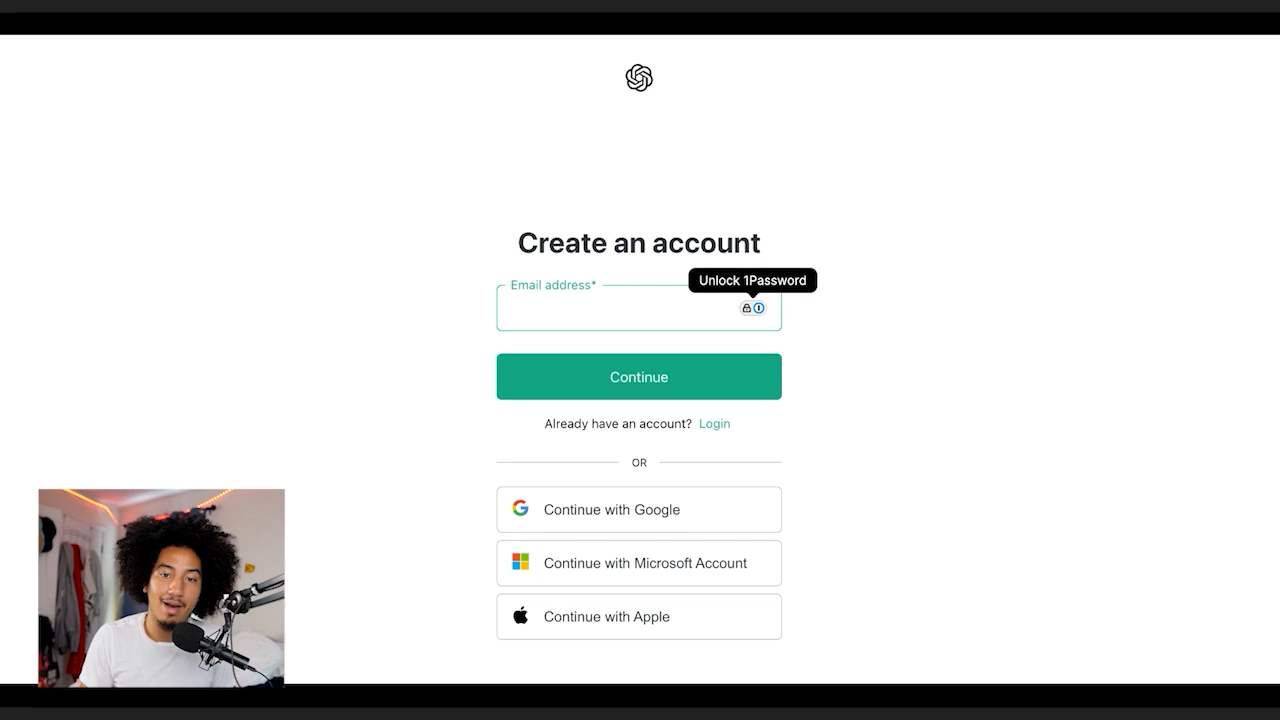 Create an account
Unlock 1Password
Email address*
Continue
Already have an account? Login
OR
Continue with Google
Continue with Microsoft Account
Continue with Apple